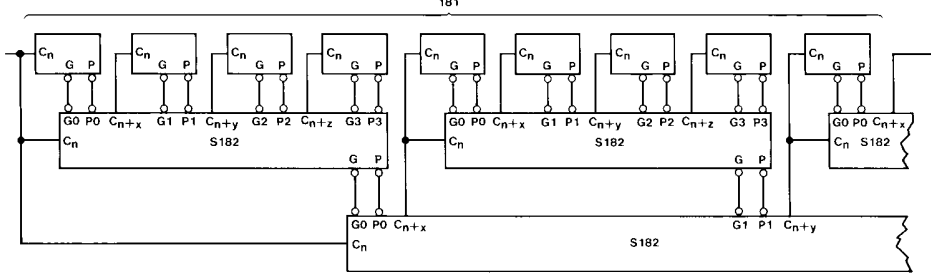 181
Cn Cn Cn Cn Cn Cn Cn Cn Cn
G P G P G P G P G P G P G P G P G P
G0 P0 Cn+x G1 P1 Cn+y G2 P2 Cn+z G3 P3 G0 P0 Cn+x G1 P1 Cn+y G2 P2 Cn+z G3 P3 G0 P0 Cn+x
Cn S182 Cn S182 Cn S182
G P G P
G0 P0 Cn+x G1 P1 Cn+y
Cn S182